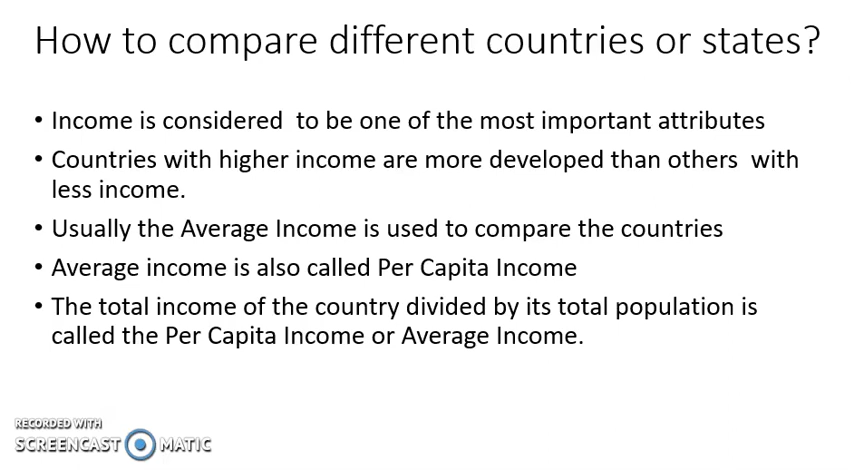 How to compare different countries or states?
• Income is considered  to be one of the most important attributes
• Countries with higher income are more developed than others  with
less income.
• Usually the Average Income is used to compare the countries
• Average income is also called Per Capita Income
• The total income of the country divided by its total population is
called the Per Capita Income or Average Income.
RECORDED WITH
SCREENCAST MATIC